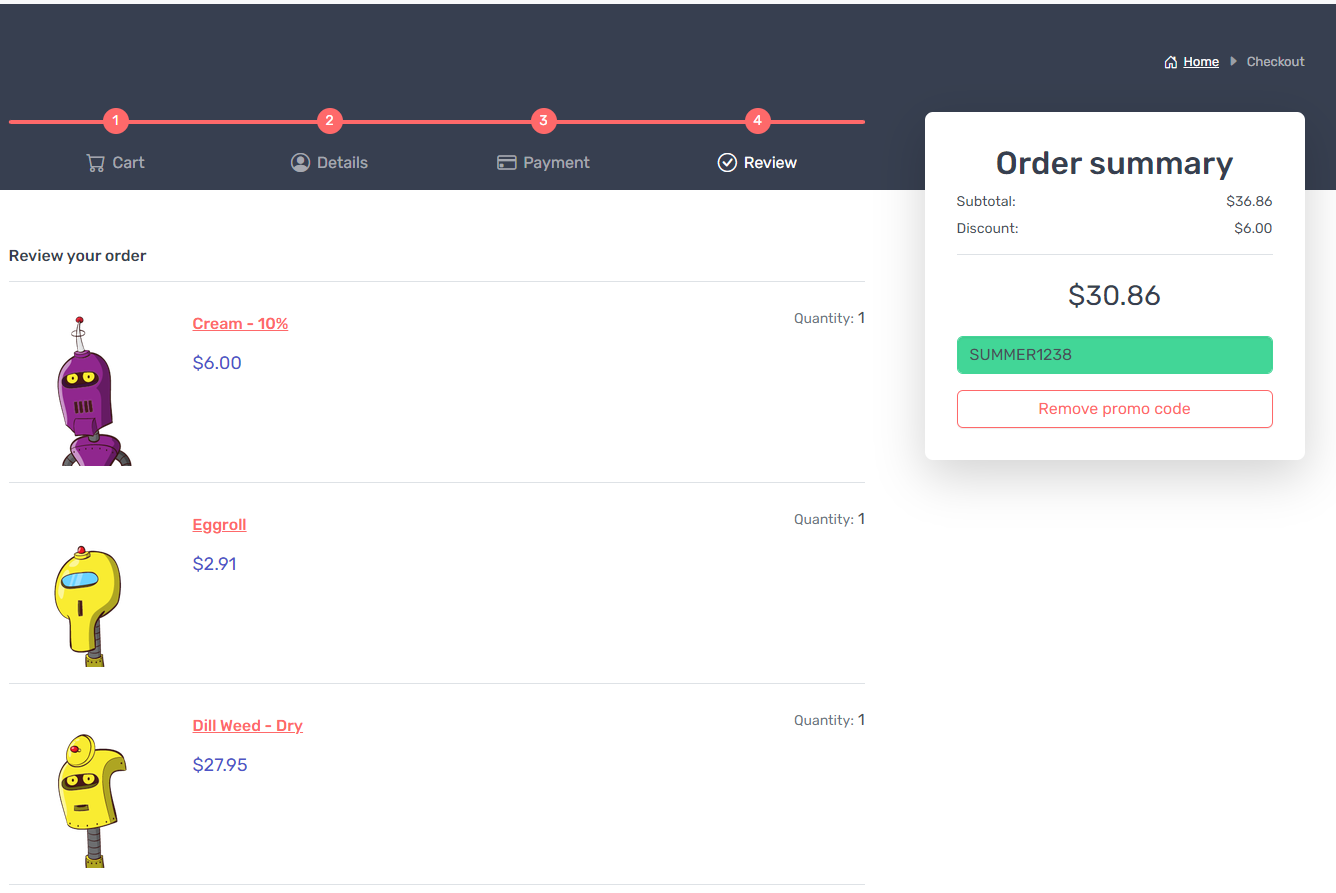 Home Checkout
1 2 3 4
Cart Details Payment Review
Order summary
Subtotal: $36.86
Discount: $6.00
$30.86
SUMMER1238
Remove promo code
Review your order
Cream - 10% Quantity: 1
$6.00
Eggroll Quantity: 1
$2.91
Dill Weed - Dry Quantity: 1
$27.95